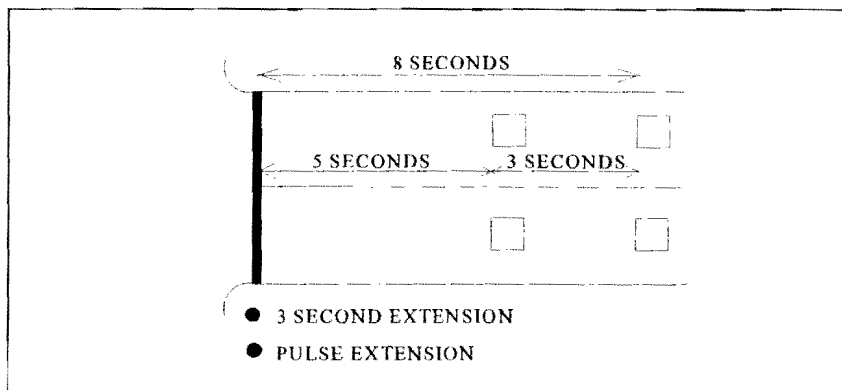 8 SECONDS
5 SECONDS
3 SECONDS
3 SECOND EXTENSION
PULSE EXTENSION